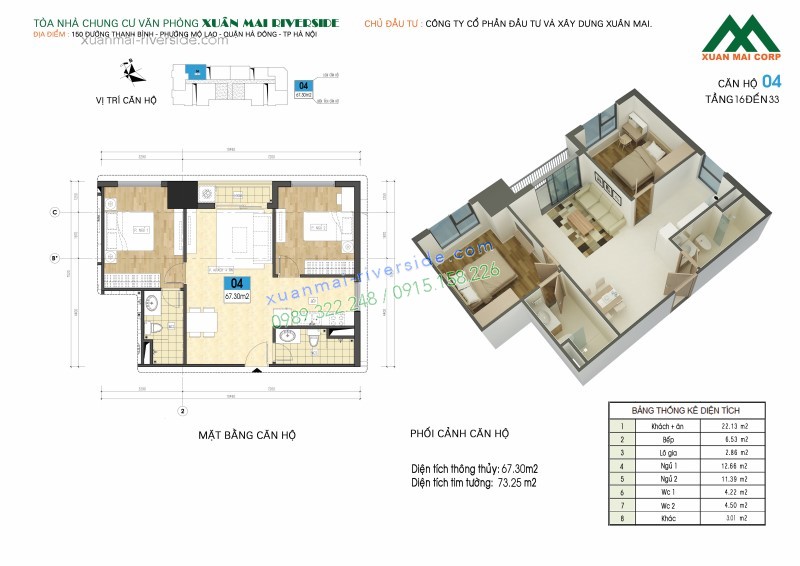 TÒA NHÀ CHUNG CƯ VĂN PHÒNG XUÂN MAI RIVERSIDE
ĐỊA ĐIỂM : 150 ĐƯỜNG THANH BÌNH - PHƯỜNG MỘ LAO - QUẬN HÀ ĐÔNG - TP HÀ NỘI
xuanmai-riverside.com
CHỦ ĐẦU TƯ : CÔNG TY CỔ PHẦN ĐẦU TƯ VÀ XÂY DỰNG XUÂN MAI.
XUAN MAI CORP
CĂN HỘ 04
TẦNG 16 ĐẾN 33
VỊ TRÍ CĂN HỘ
04
67.30m2
C
B*
2
04
67.30m2
xuanmai-riverside.com
0989.322.248 / 0915.158.226
MẶT BẰNG CĂN HỘ
PHỐI CẢNH CĂN HỘ
Diện tích thông thủy: 67.30m2
Diện tích tim tường: 73.25 m2
BẢNG THỐNG KÊ DIỆN TÍCH
1 Khách + ăn 22.13 m2
2 Bếp 6.53 m2
3 Lô gia 2.86 m2
4 Ngủ 1 12.66 m2
5 Ngủ 2 11.39 m2
6 Wc 1 4.22 m2
7 Wc 2 4.50 m2
8 Khác 3.01 m2